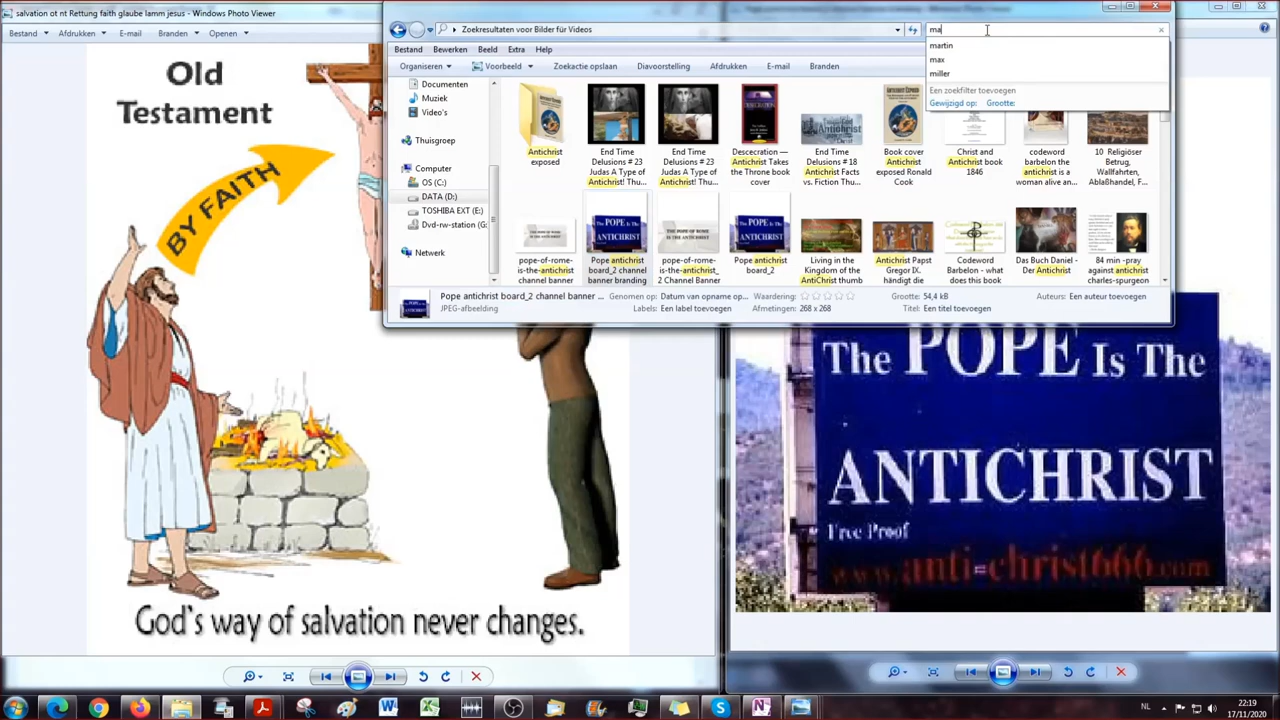 salvation ot nt Rettung faith glaube lamm jesus - Windows Photo Viewer
Bestand Afdrukken E-mail Branden Openen
Old
Testament
BY FAITH
God's way of salvation never changes.
Zoekresultaten voor Bilder für Videos
ma
martin
max
miller
Een zoekfilter toevoegen
Gewijzigd op: Grootte:
Bestand Bewerken Beeld Extra Help
Organiseren Voorbeeld Zoekactie opslaan Diavoorstelling Afdrukken E-mail Branden
Documenten
Muziek
Video's
Thuisgroep
Computer
OS (C:)
DATA (D:)
TOSHIBA EXT (E:)
Dvd-rw-station (G:
Netwerk
Antichrist
exposed
End Time
Delusions # 23
Judas A Type of
Antichrist! Thu...
End Time
Delusions # 23
Judas A Type of
Antichrist! Thu...
Descecration —
Antichrist Takes
the Throne book
cover
End Time
Delusions # 18
Antichrist Facts
vs. Fiction Thu...
Book cover
Antichrist
exposed Ronald
Cook
Christ and
Antichrist book
1846
codeword
barbelon the
antichrist is a
woman alive an...
10 Religiöser
Betrug,
Wallfahrten,
Ablaßhandel, F...
pope-of-rome-
is-the-antichrist
channel banner
Pope antichrist
board_2 channel
banner branding
pope-of-rome-
is-the-antichrist_
2 Channel Banner
Pope antichrist
board_2
Living in the
Kingdom of the
AntiChrist thumb
Antichrist Papst
Gregor IX.
händigt die
Codeword
Barbelon - what
does this book
Das Buch Daniel -
Der Antichrist
84 min -pray
against antichrist
charles-spurgeon
Pope antichrist board_2 channel banner ... Genomen op: Datum van opname op... Waardering: Grootte: 54,4 kB Auteurs: Een auteur toevoegen
JPEG-afbeelding Labels: Een label toevoegen Afmetingen: 268 x 268 Titel: Een titel toevoegen
The POPE Is The
ANTICHRIST
Free Proof
www.anti-christ666.com
NL
22:19
17/11/2020